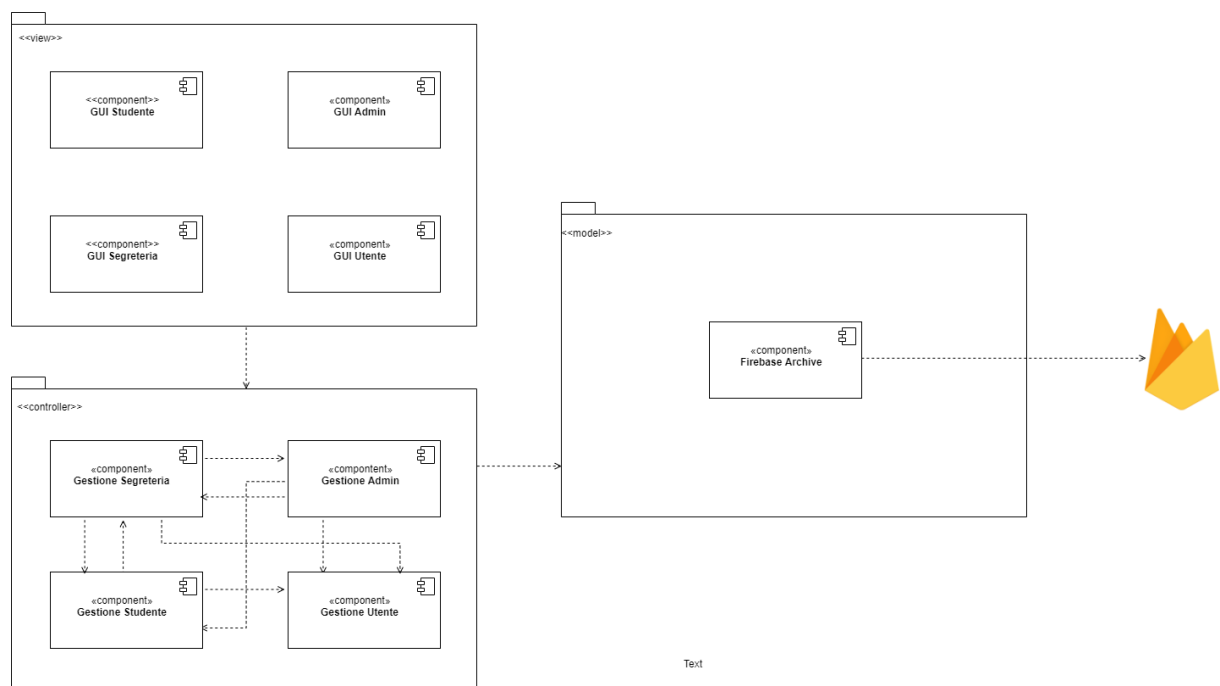 <<view>>
<<component>>
GUI Studente
«component»
GUI Admin
<<component>>
GUI Segreteria
«component»
GUI Utente
<<model>>
«component»
Firebase Archive
<<controller>>
«component»
Gestione Segreteria
«compontent»
Gestione Admin
«component»
Gestione Studente
«component»
Gestione Utente
Text